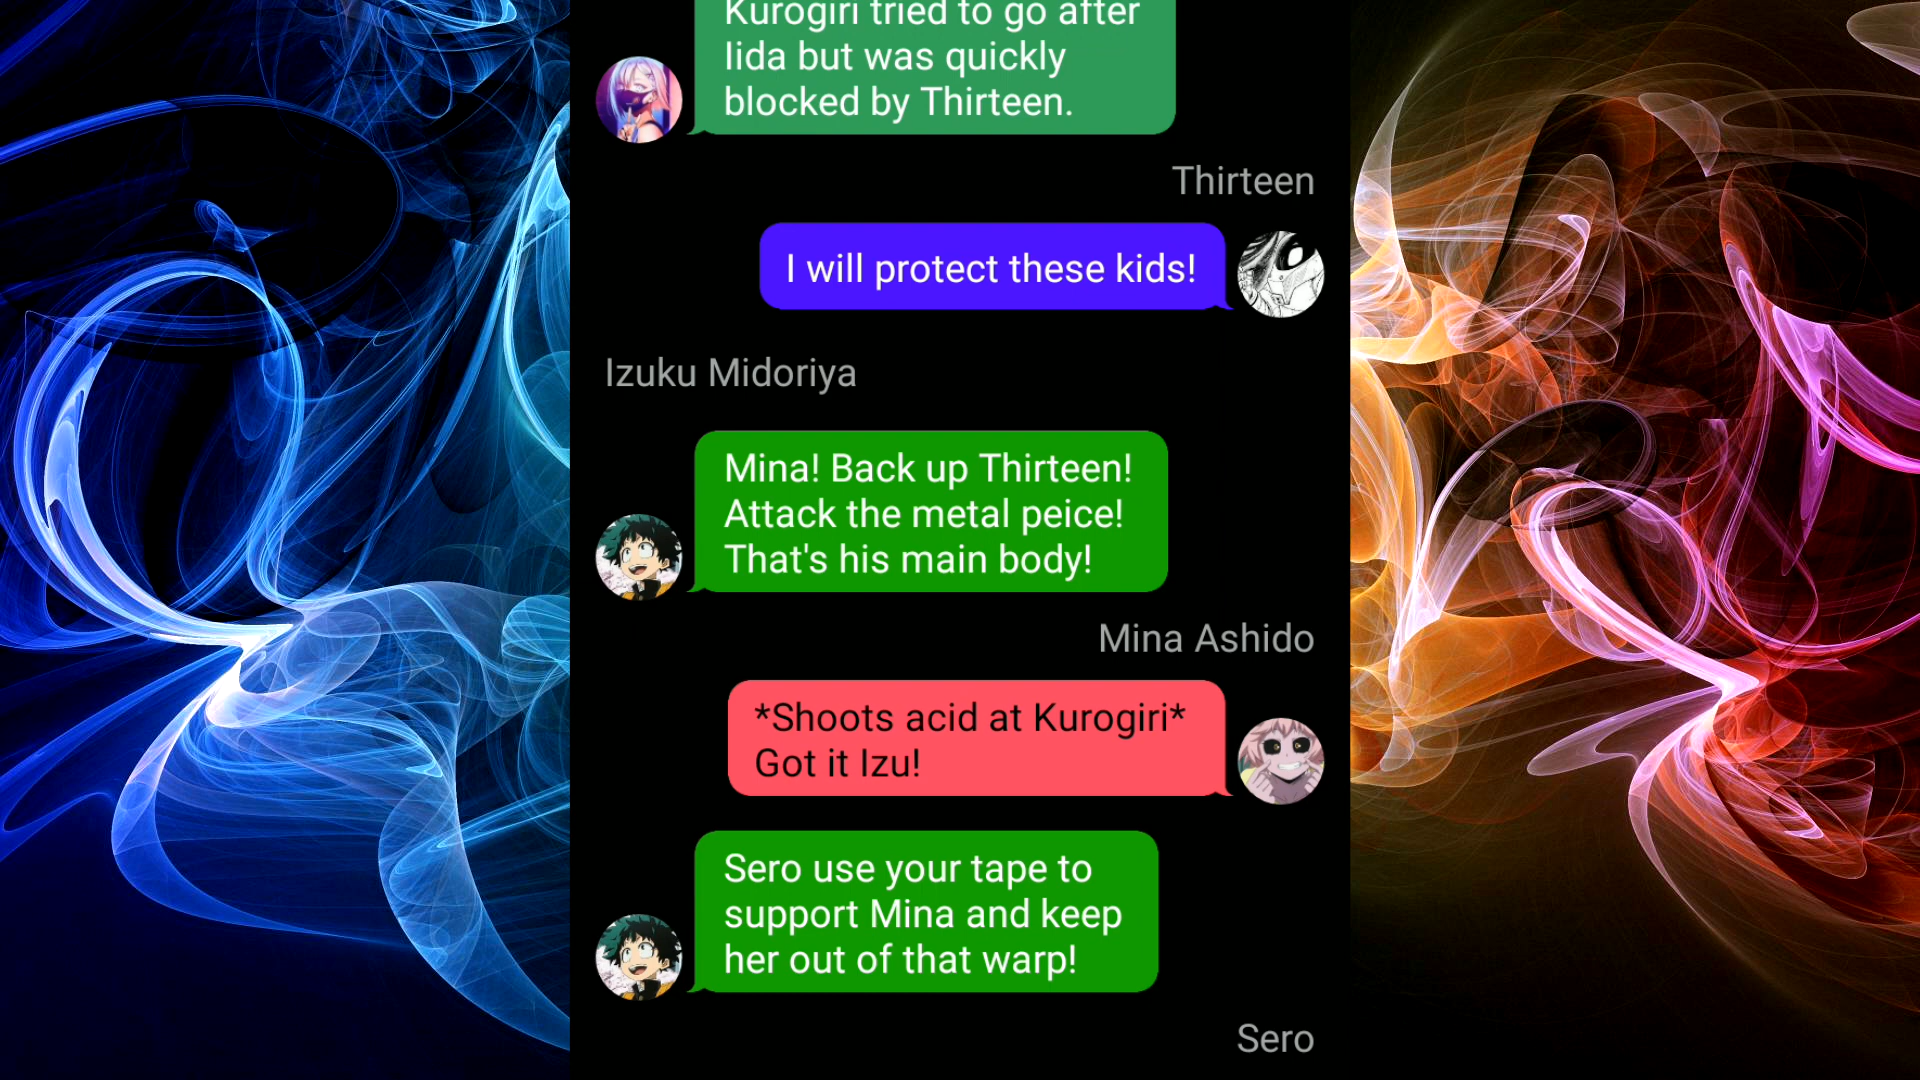 Kurogiri tried to go after
Iida but was quickly
blocked by Thirteen.
Thirteen
I will protect these kids!
Izuku Midoriya
Mina! Back up Thirteen!
Attack the metal peice!
That's his main body!
Mina Ashido
*Shoots acid at Kurogiri*
Got it Izu!
Sero use your tape to
support Mina and keep
her out of that warp!
Sero